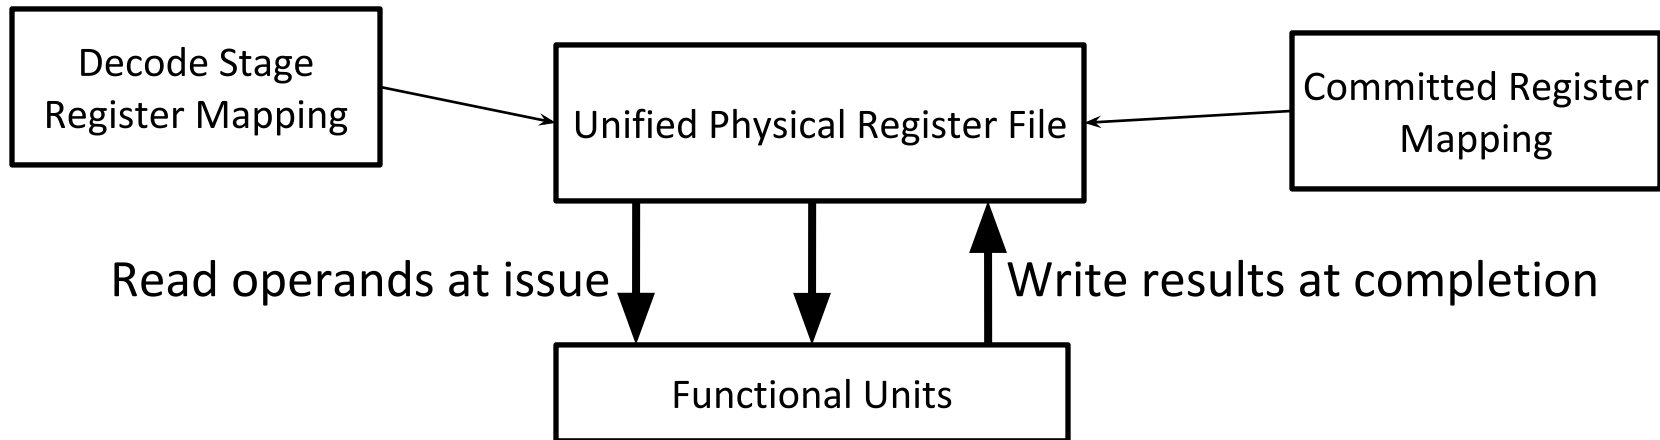 Decode Stage
Register Mapping
Unified Physical Register File
Committed Register
Mapping
Read operands at issue
Write results at completion
Functional Units